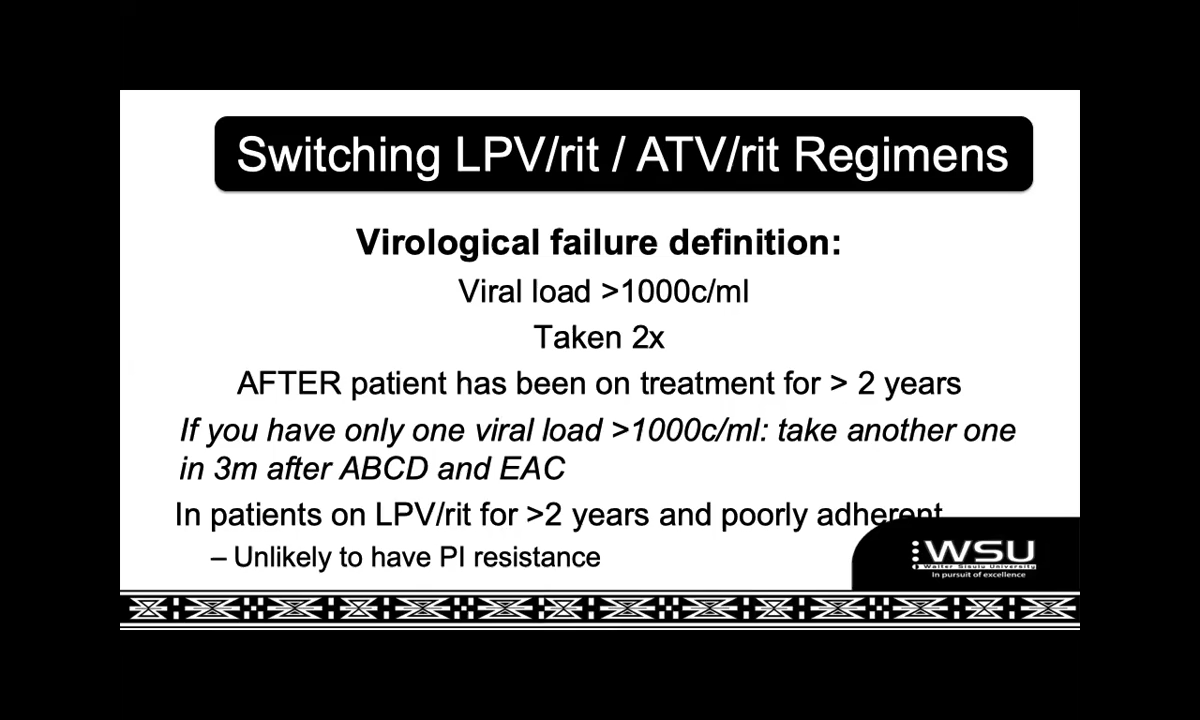 Switching LPV/rit / ATV/rit Regimens
Virological failure definition:
Viral load >1000c/ml
Taken 2x
AFTER patient has been on treatment for > 2 years
If you have only one viral load >1000c/ml: take another one
in 3m after ABCD and EAC
In patients on LPV/rit for >2 years and poorly adherent
– Unlikely to have PI resistance
WSU
Walter Sisulu University
In pursuit of excellence